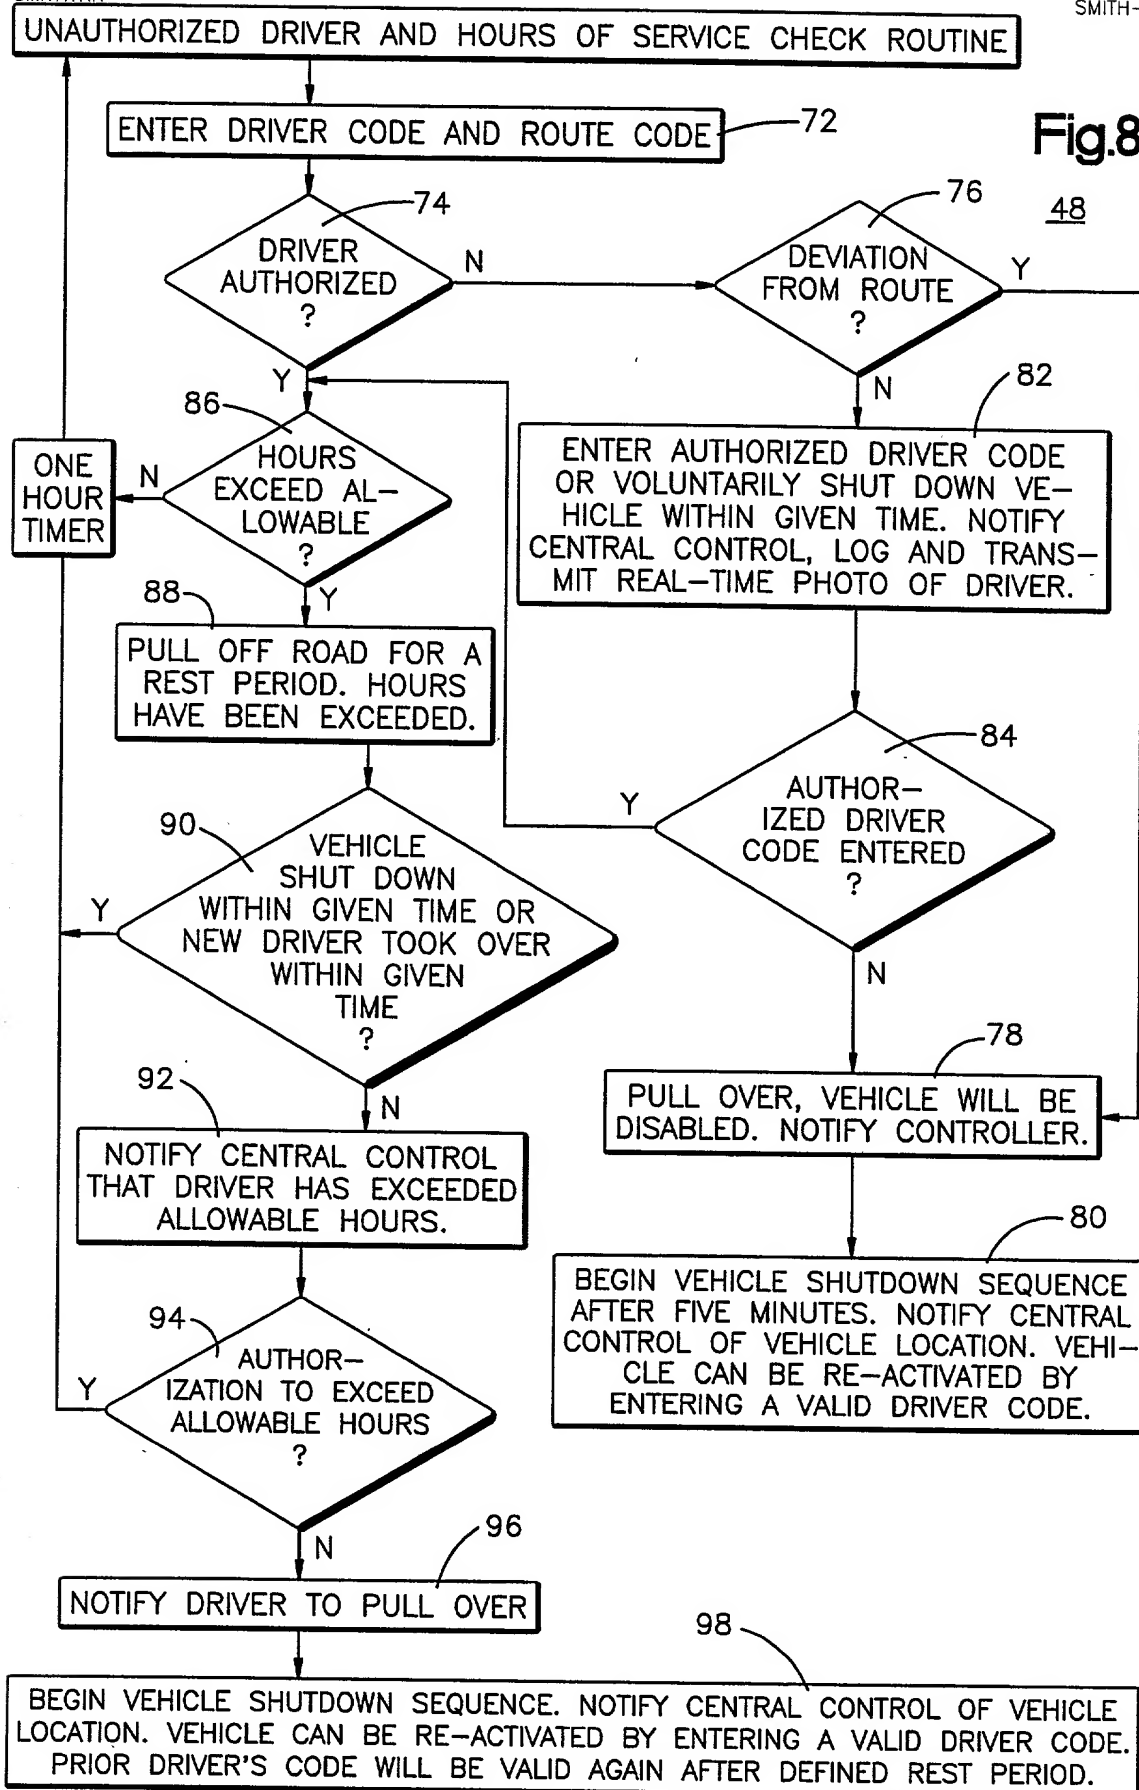 SMITH-
UNAUTHORIZED DRIVER AND HOURS OF SERVICE CHECK ROUTINE
ENTER DRIVER CODE AND ROUTE CODE
72
Fig.8
48
74
DRIVER
AUTHORIZED
?
N
Y
76
DEVIATION
FROM ROUTE
?
Y
N
86
HOURS
EXCEED AL-
LOWABLE
?
N
Y
ONE
HOUR
TIMER
82
ENTER AUTHORIZED DRIVER CODE
OR VOLUNTARILY SHUT DOWN VE-
HICLE WITHIN GIVEN TIME. NOTIFY
CENTRAL CONTROL, LOG AND TRANS-
MIT REAL-TIME PHOTO OF DRIVER.
88
PULL OFF ROAD FOR A
REST PERIOD. HOURS
HAVE BEEN EXCEEDED.
84
AUTHOR-
IZED DRIVER
CODE ENTERED
?
Y
N
90
VEHICLE
SHUT DOWN
WITHIN GIVEN TIME OR
NEW DRIVER TOOK OVER
WITHIN GIVEN
TIME
?
Y
N
78
PULL OVER, VEHICLE WILL BE
DISABLED. NOTIFY CONTROLLER.
92
NOTIFY CENTRAL CONTROL
THAT DRIVER HAS EXCEEDED
ALLOWABLE HOURS.
80
BEGIN VEHICLE SHUTDOWN SEQUENCE
AFTER FIVE MINUTES. NOTIFY CENTRAL
CONTROL OF VEHICLE LOCATION. VEHI-
CLE CAN BE RE-ACTIVATED BY
ENTERING A VALID DRIVER CODE.
94
AUTHOR-
IZATION TO EXCEED
ALLOWABLE HOURS
?
Y
N
96
NOTIFY DRIVER TO PULL OVER
98
BEGIN VEHICLE SHUTDOWN SEQUENCE. NOTIFY CENTRAL CONTROL OF VEHICLE
LOCATION. VEHICLE CAN BE RE-ACTIVATED BY ENTERING A VALID DRIVER CODE.
PRIOR DRIVER'S CODE WILL BE VALID AGAIN AFTER DEFINED REST PERIOD.